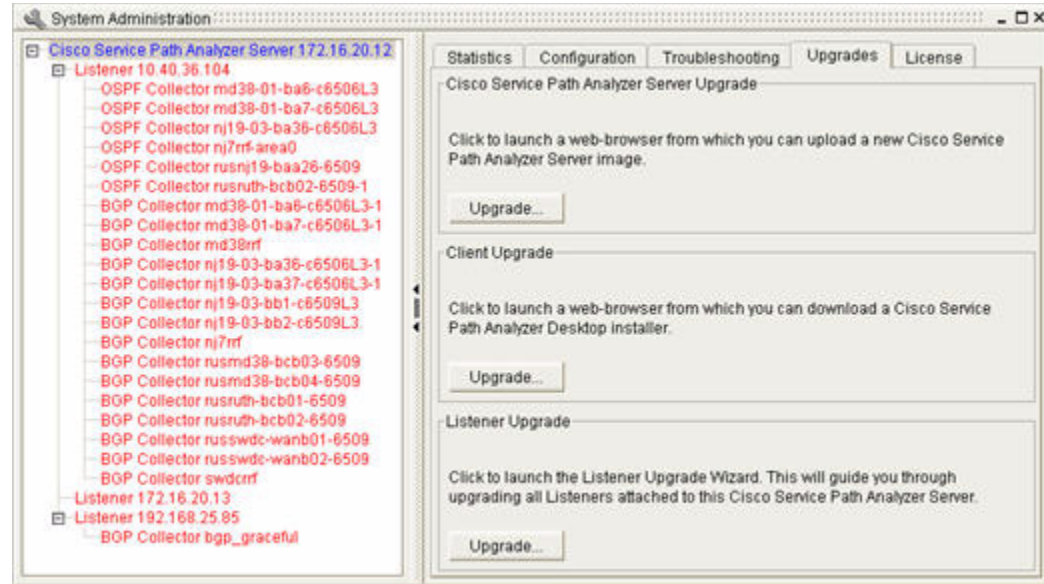 System Administration
Cisco Service Path Analyzer Server 172.16.20.12
Listener 10.40.36.104
OSPF Collector md38-01-ba6-c6506L3
OSPF Collector md38-01-ba7-c6506L3
OSPF Collector nj19-03-ba36-c6506L3
OSPF Collector nj7rrf-area0
OSPF Collector rusnj19-baa26-6509
OSPF Collector rusruth-bcb02-6509-1
BGP Collector md38-01-ba6-c6506L3-1
BGP Collector md38-01-ba7-c6506L3-1
BGP Collector md38rrf
BGP Collector nj19-03-ba36-c6506L3-1
BGP Collector nj19-03-ba37-c6506L3-1
BGP Collector nj19-03-bb1-c6509L3
BGP Collector nj19-03-bb2-c6509L3
BGP Collector nj7rrf
BGP Collector rusmd38-bcb03-6509
BGP Collector rusmd38-bcb04-6509
BGP Collector rusruth-bcb01-6509
BGP Collector rusruth-bcb02-6509
BGP Collector russwdc-wanb01-6509
BGP Collector russwdc-wanb02-6509
BGP Collector swdcrrf
Listener 172.16.20.13
Listener 192.168.25.85
BGP Collector bgp_graceful
Statistics Configuration Troubleshooting Upgrades License
Cisco Service Path Analyzer Server Upgrade
Click to launch a web-browser from which you can upload a new Cisco Service
Path Analyzer Server image.
Upgrade...
Client Upgrade
Click to launch a web-browser from which you can download a Cisco Service
Path Analyzer Desktop installer.
Upgrade...
Listener Upgrade
Click to launch the Listener Upgrade Wizard. This will guide you through
upgrading all Listeners attached to this Cisco Service Path Analyzer Server.
Upgrade...